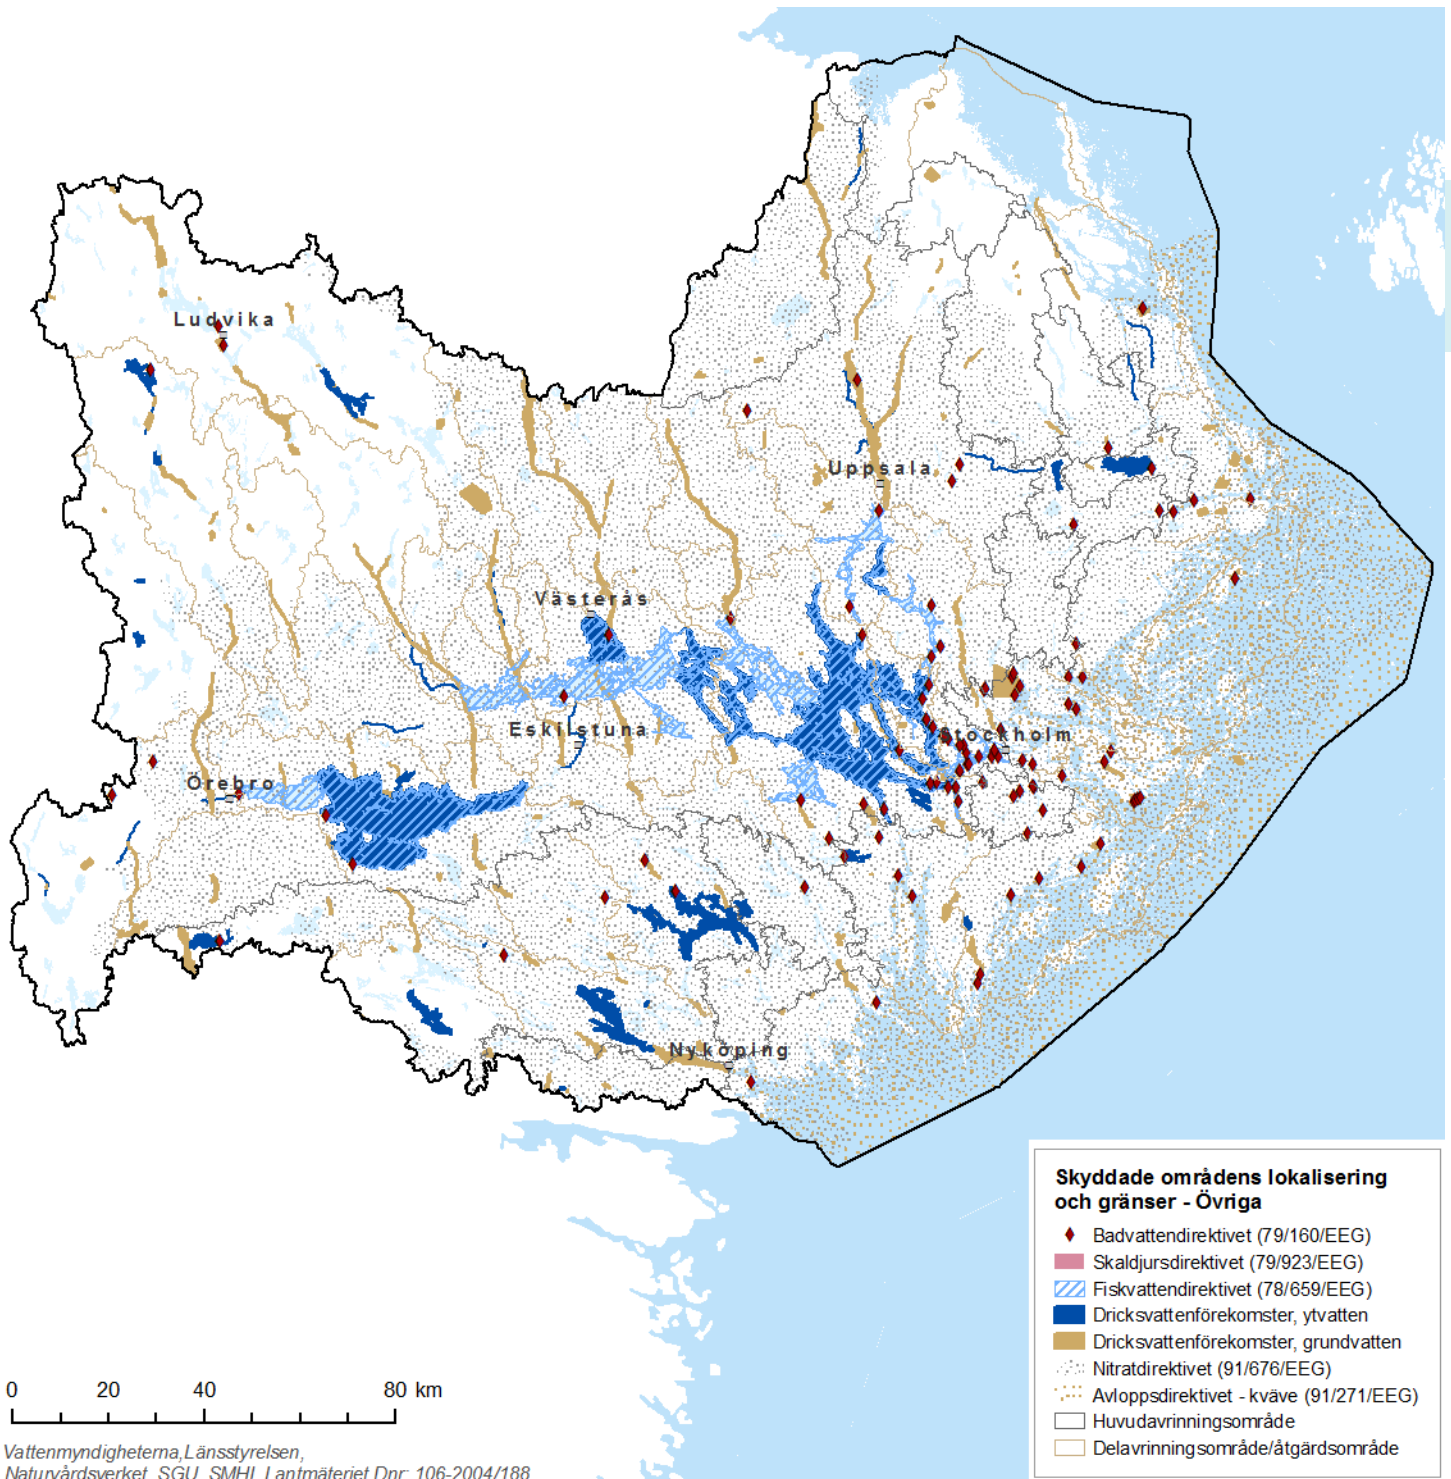 Ludvika
Uppsala
Västerås
Eskilstuna
Stockholm
Örebro
Nyköping
Skyddade områdens lokalisering
och gränser - Övriga
Badvattendirektivet (79/160/EEG)
Skaldjursdirektivet (79/923/EEG)
Fiskvattendirektivet (78/659/EEG)
Dricksvattenförekomster, ytvatten
Dricksvattenförekomster, grundvatten
Nitratdirektivet (91/676/EEG)
Avloppsdirektivet - kväve (91/271/EEG)
Huvudavrinningsområde
Delavrinningsområde/åtgärdsområde
0 20 40 80 km
Vattenmyndigheterna,Länsstyrelsen,
Naturvårdsverket, SGU, SMHI, Lantmäteriet Dnr: 106-2004/188